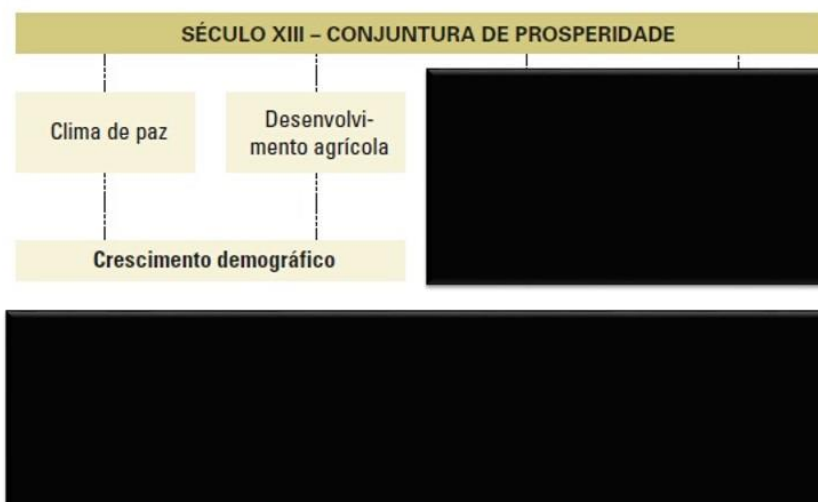 SÉCULO XIII – CONJUNTURA DE PROSPERIDADE
Clima de paz
Desenvolvi-
mento agrícola
Crescimento demográfico